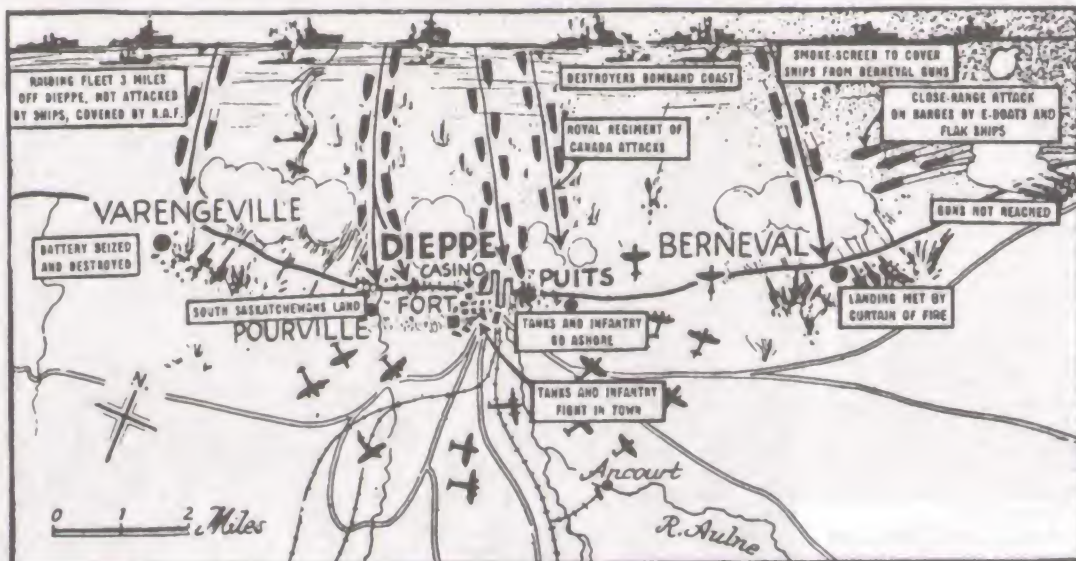 RAIDING FLEET 3 MILES
OFF DIEPPE, NOT ATTACKED
BY SHIPS, COVERED BY R.A.F.
DESTROYERS BOMBARD COAST
SMOKE-SCREEN TO COVER
SHIPS FROM BERNEVAL GUNS
CLOSE-RANGE ATTACK
ON BARGES BY E-BOATS AND
FLAK SHIPS
ROYAL REGIMENT OF
CANADA ATTACKS
VARENGEVILLE
GUNS NOT REACHED
BATTERY SEIZED
AND DESTROYED
DIEPPE
CASINO
BERNEVAL
PUITS
FORT
SOUTH SASKATCHEWANS LAND
POURVILLE
TANKS AND INFANTRY
GO ASHORE
LANDING MET BY
CURTAIN OF FIRE
N.
TANKS AND INFANTRY
FIGHT IN TOWN
Ancourt
R. Aulne
0 1 2 Miles